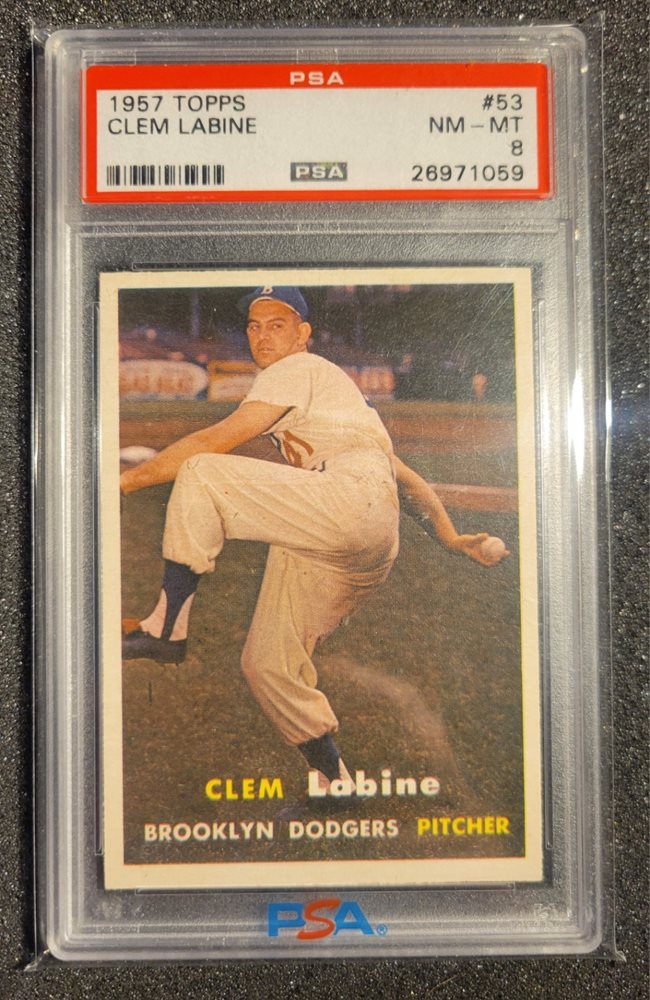 PSA
1957 TOPPS #53
CLEM LABINE NM - MT
8
PSA 26971059
B
CLEM Labine
BROOKLYN DODGERS PITCHER
PSA®